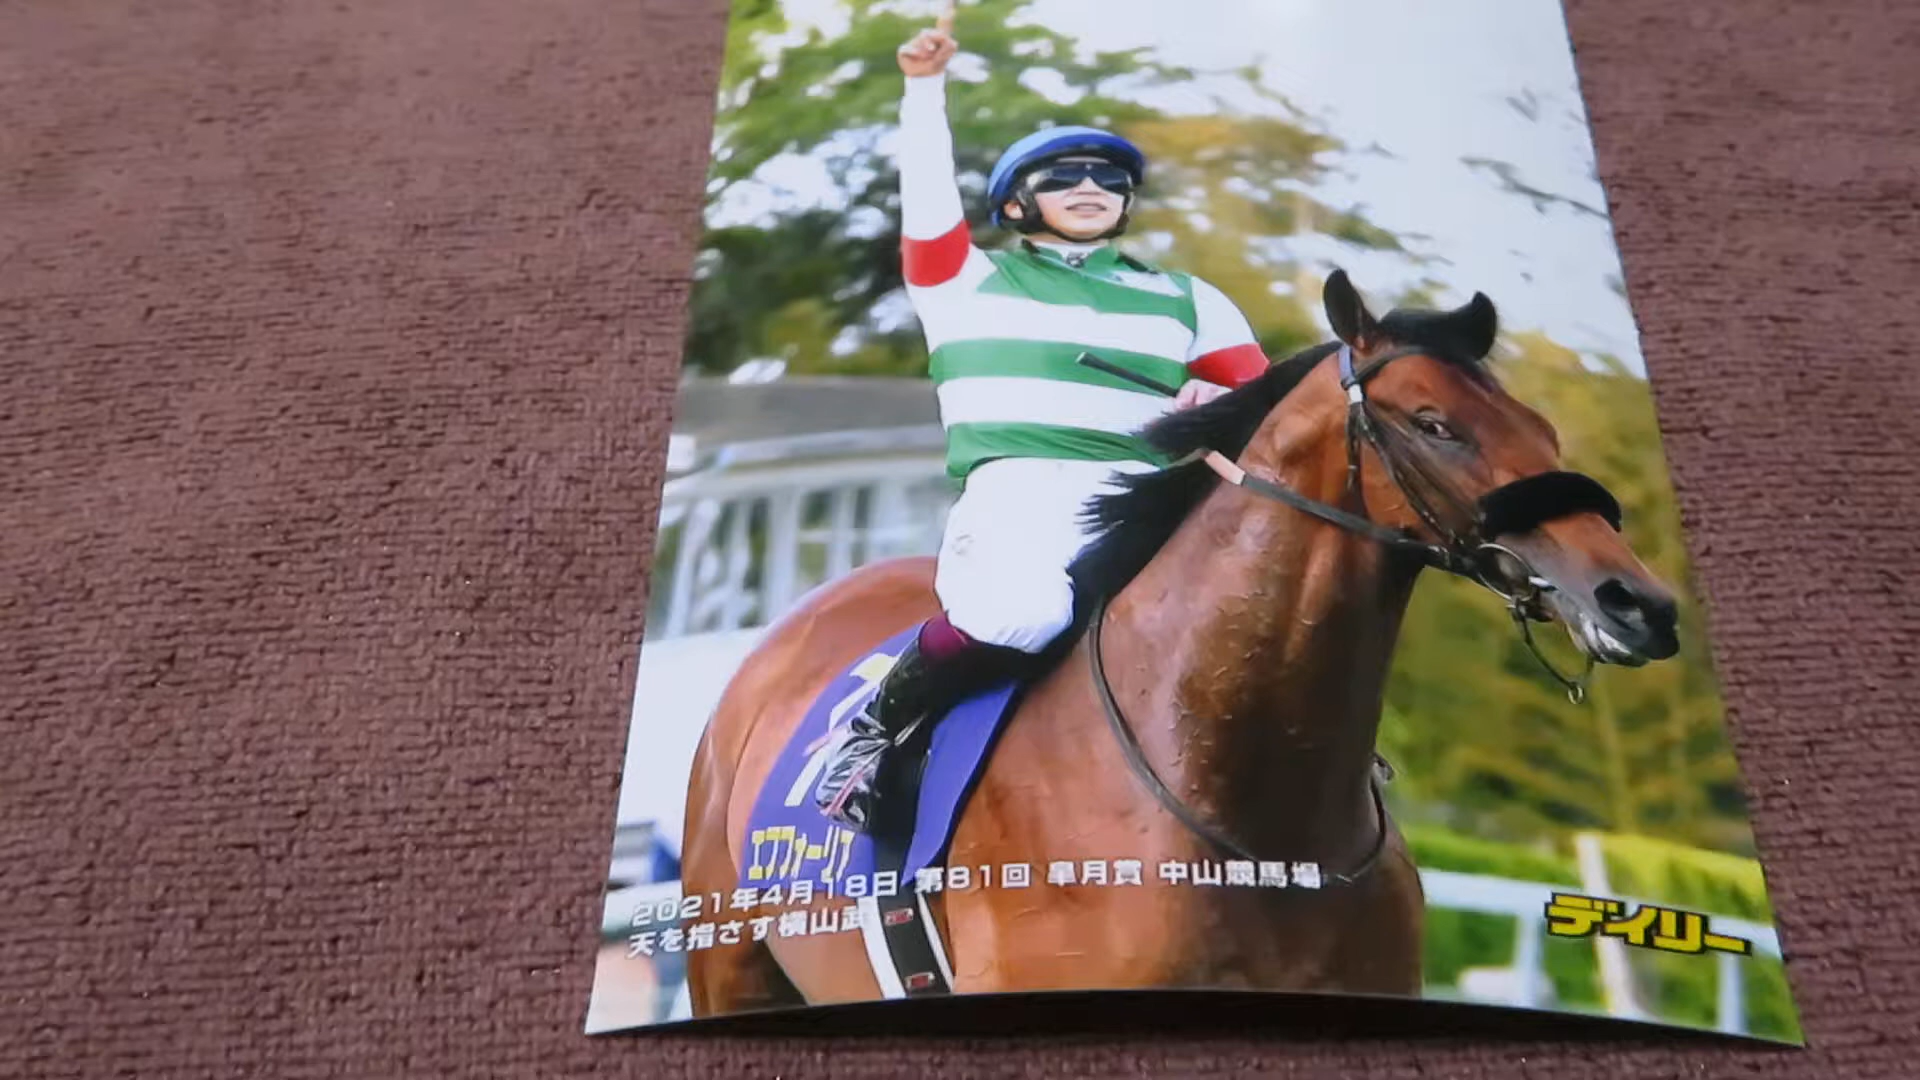 エフフォーリア
2021年4月18日 第81回 皐月賞 中山競馬場
天を指さす横山武
デイリー